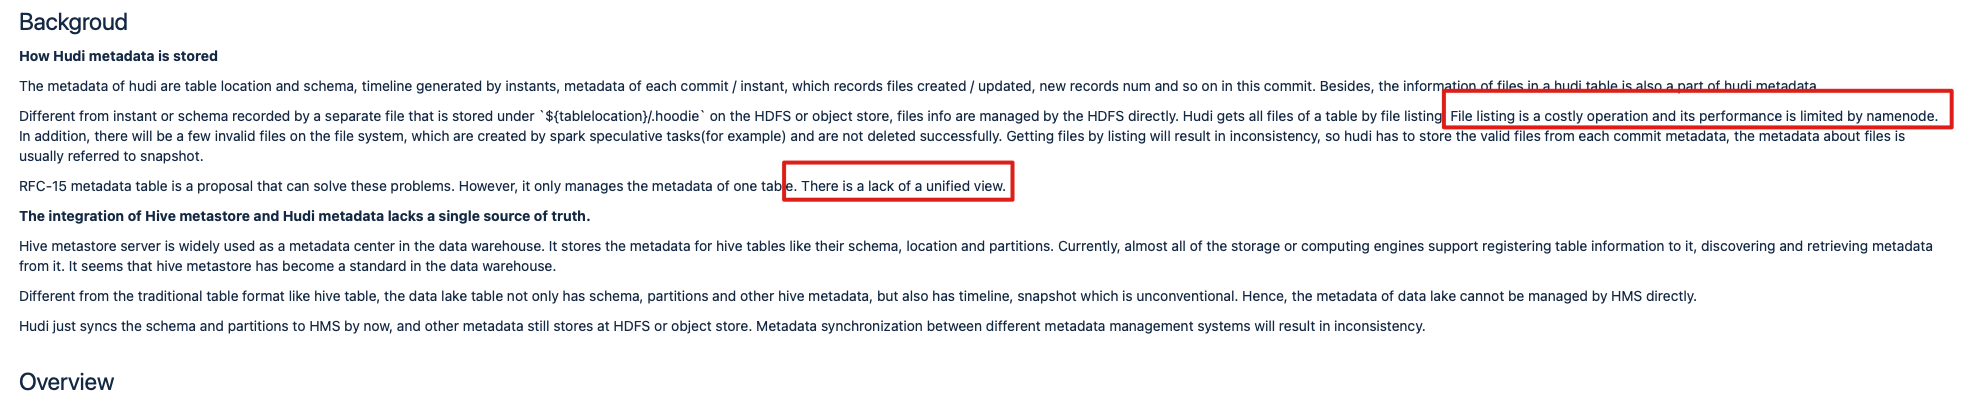 Backgroud
How Hudi metadata is stored
The metadata of hudi are table location and schema, timeline generated by instants, metadata of each commit / instant, which records files created / updated, new records num and so on in this commit. Besides, the information of files in a hudi table is also a part of hudi metadata.
Different from instant or schema recorded by a separate file that is stored under `${tablelocation}/.hoodie` on the HDFS or object store, files info are managed by the HDFS directly. Hudi gets all files of a table by file listing. File listing is a costly operation and its performance is limited by namenode.
In addition, there will be a few invalid files on the file system, which are created by spark speculative tasks(for example) and are not deleted successfully. Getting files by listing will result in inconsistency, so hudi has to store the valid files from each commit metadata, the metadata about files is
usually referred to snapshot.
RFC-15 metadata table is a proposal that can solve these problems. However, it only manages the metadata of one table. There is a lack of a unified view.
The integration of Hive metastore and Hudi metadata lacks a single source of truth.
Hive metastore server is widely used as a metadata center in the data warehouse. It stores the metadata for hive tables like their schema, location and partitions. Currently, almost all of the storage or computing engines support registering table information to it, discovering and retrieving metadata
from it. It seems that hive metastore has become a standard in the data warehouse.
Different from the traditional table format like hive table, the data lake table not only has schema, partitions and other hive metadata, but also has timeline, snapshot which is unconventional. Hence, the metadata of data lake cannot be managed by HMS directly.
Hudi just syncs the schema and partitions to HMS by now, and other metadata still stores at HDFS or object store. Metadata synchronization between different metadata management systems will result in inconsistency.
Overview